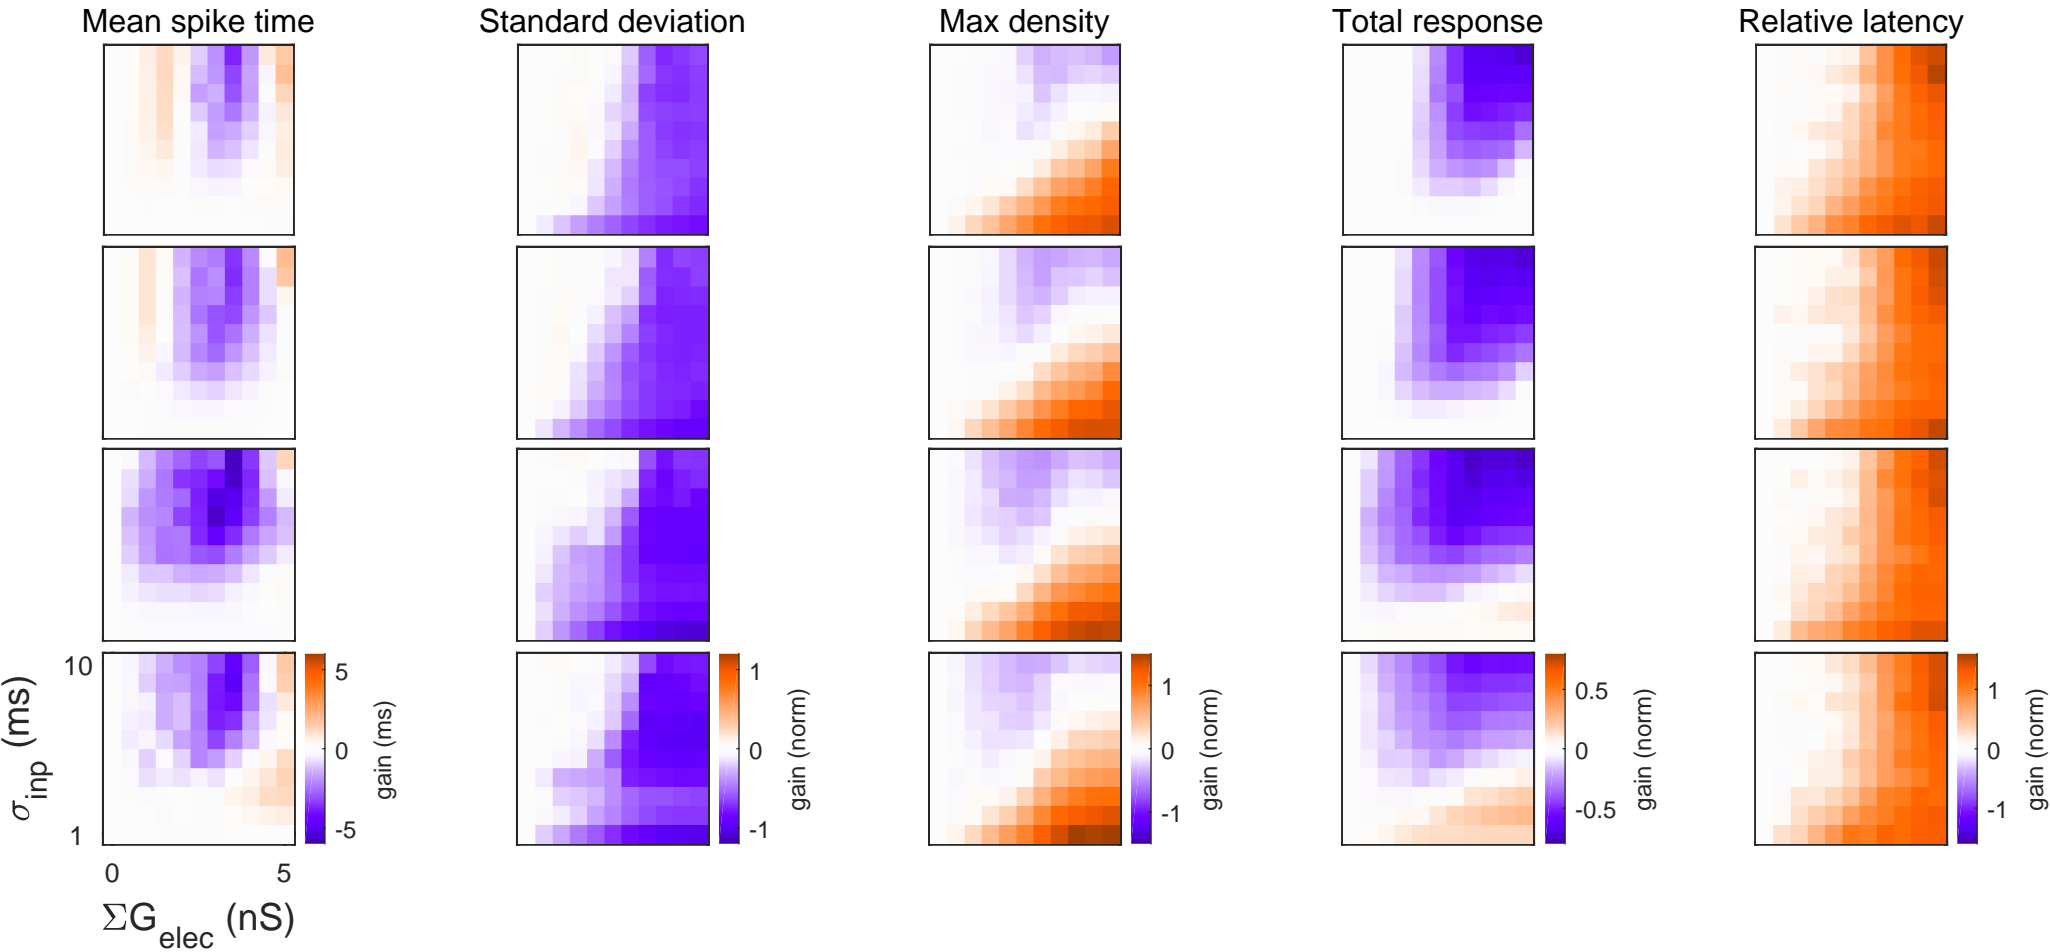 Mean spike time Standard deviation Max density Total response Relative latency
10
1
σinp (ms)
0 5
ΣGelec (nS)
5
0
-5
gain (ms)
1
0
-1
gain (norm)
1
0
-1
gain (norm)
0.5
0
-0.5
gain (norm)
1
0
-1
gain (norm)